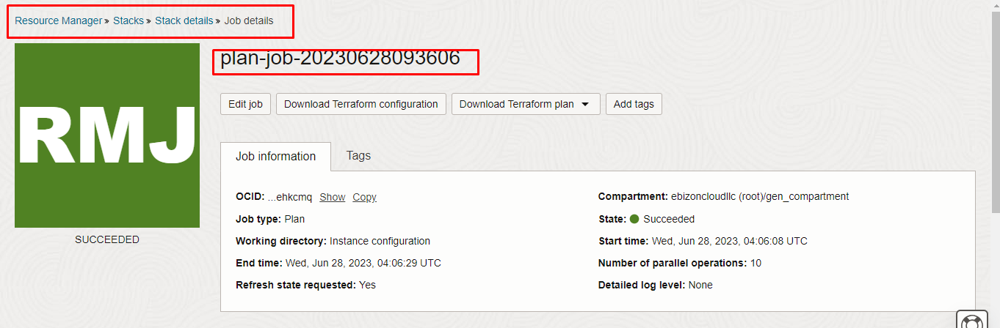 Resource Manager » Stacks » Stack details » Job details
plan-job-20230628093606
RMJ
SUCCEEDED
Edit job Download Terraform configuration Download Terraform plan Add tags
Job information Tags
OCID: ...ehkcmq Show Copy
Compartment: ebizoncloudllc (root)/gen_compartment
Job type: Plan
State: Succeeded
Working directory: Instance configuration
Start time: Wed, Jun 28, 2023, 04:06:08 UTC
End time: Wed, Jun 28, 2023, 04:06:29 UTC
Number of parallel operations: 10
Refresh state requested: Yes
Detailed log level: None